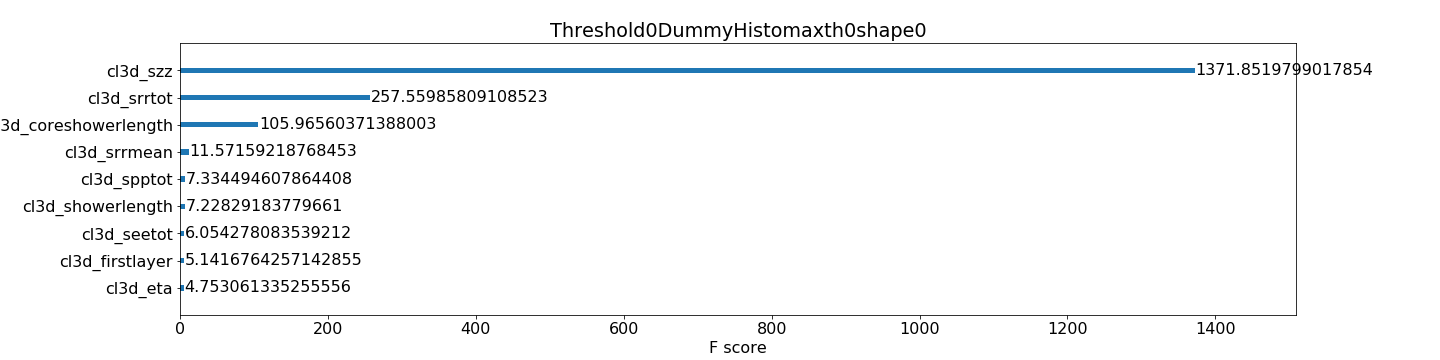 Threshold0DummyHistomaxth0shape0
cl3d_szz 1371.8519799017854
cl3d_srrtot 257.55985809108523
3d_coreshowerlength 105.96560371388003
cl3d_srrmean 11.57159218768453
cl3d_spptot 7.334494607864408
cl3d_showerlength 7.22829183779661
cl3d_seetot 6.054278083539212
cl3d_firstlayer 5.1416764257142855
cl3d_eta 4.753061335255556
0 200 400 600 800 1000 1200 1400
F score